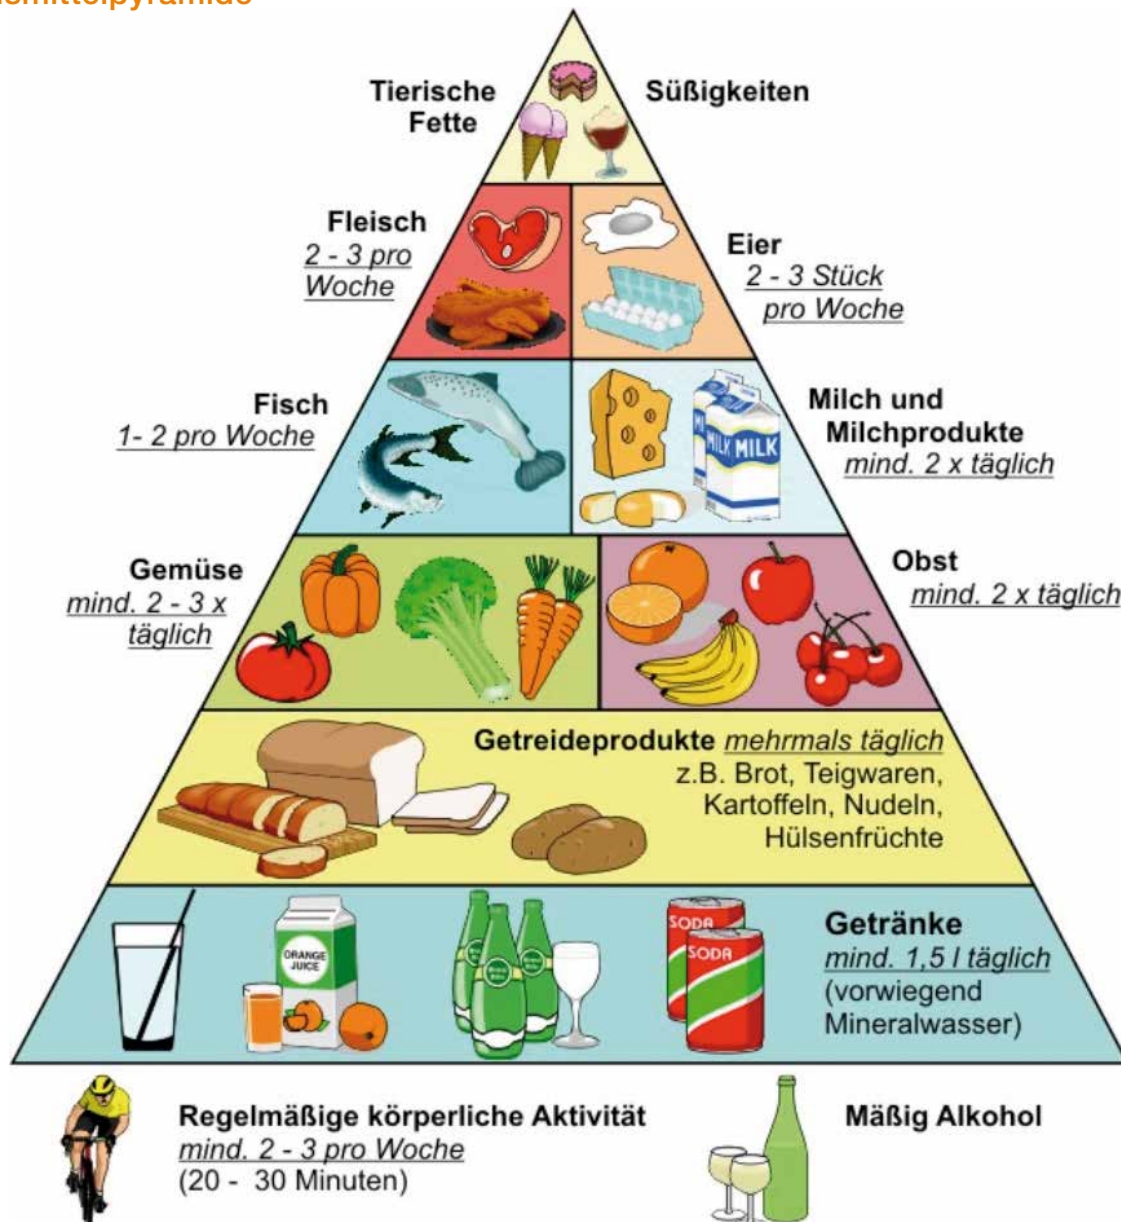 Tierische
Fette
Süßigkeiten
Fleisch
2 - 3 pro
Woche
Eier
2 - 3 Stück
pro Woche
Fisch
1- 2 pro Woche
Milch und
Milchprodukte
mind. 2 x täglich
MILK MILK
Gemüse
mind. 2 - 3 x
täglich
Obst
mind. 2 x täglich
Getreideprodukte mehrmals täglich
z.B. Brot, Teigwaren,
Kartoffeln, Nudeln,
Hülsenfrüchte
ORANGE
JUICE
SODA
SODA
Getränke
mind. 1,5 l täglich
(vorwiegend
Mineralwasser)
Regelmäßige körperliche Aktivität
mind. 2 - 3 pro Woche
(20 - 30 Minuten)
Mäßig Alkohol